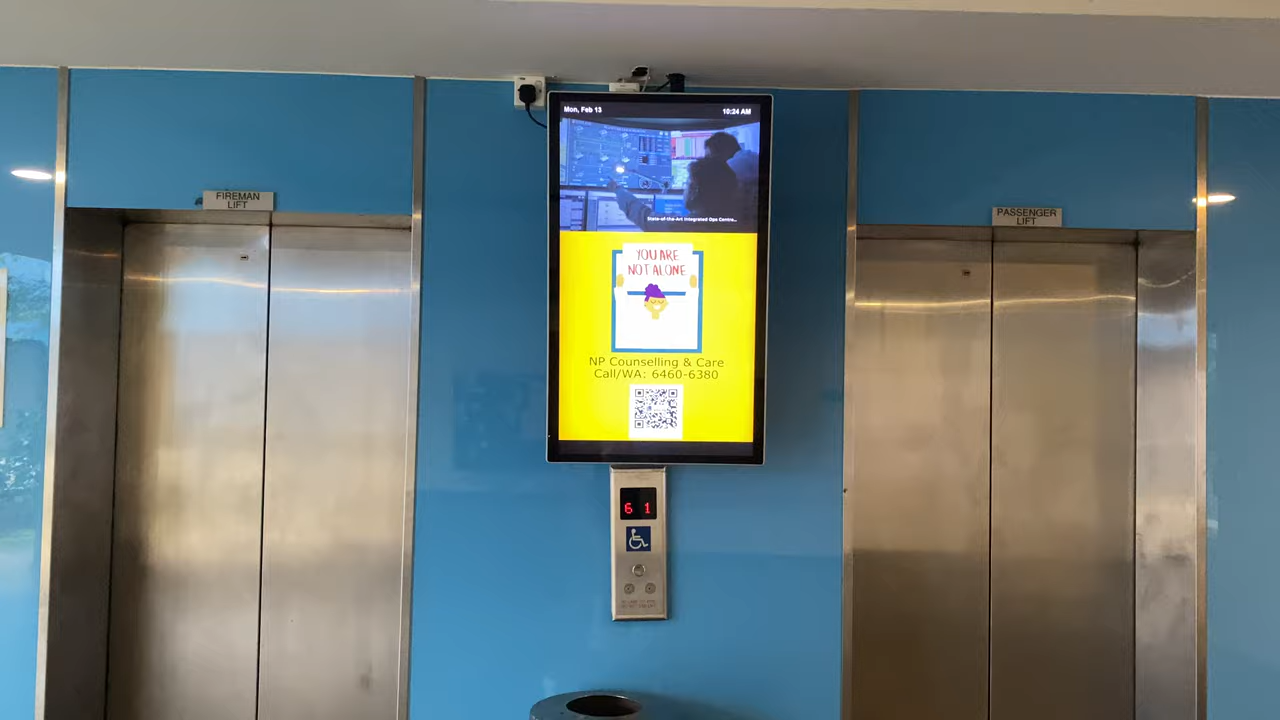 Mon, Feb 13
10:24 AM
FIREMAN
LIFT
PASSENGER
LIFT
State-of-the-Art Integrated Ops Centre...
YOU ARE
NOT ALONE
NP Counselling & Care
Call/WA: 6460-6380
6 1